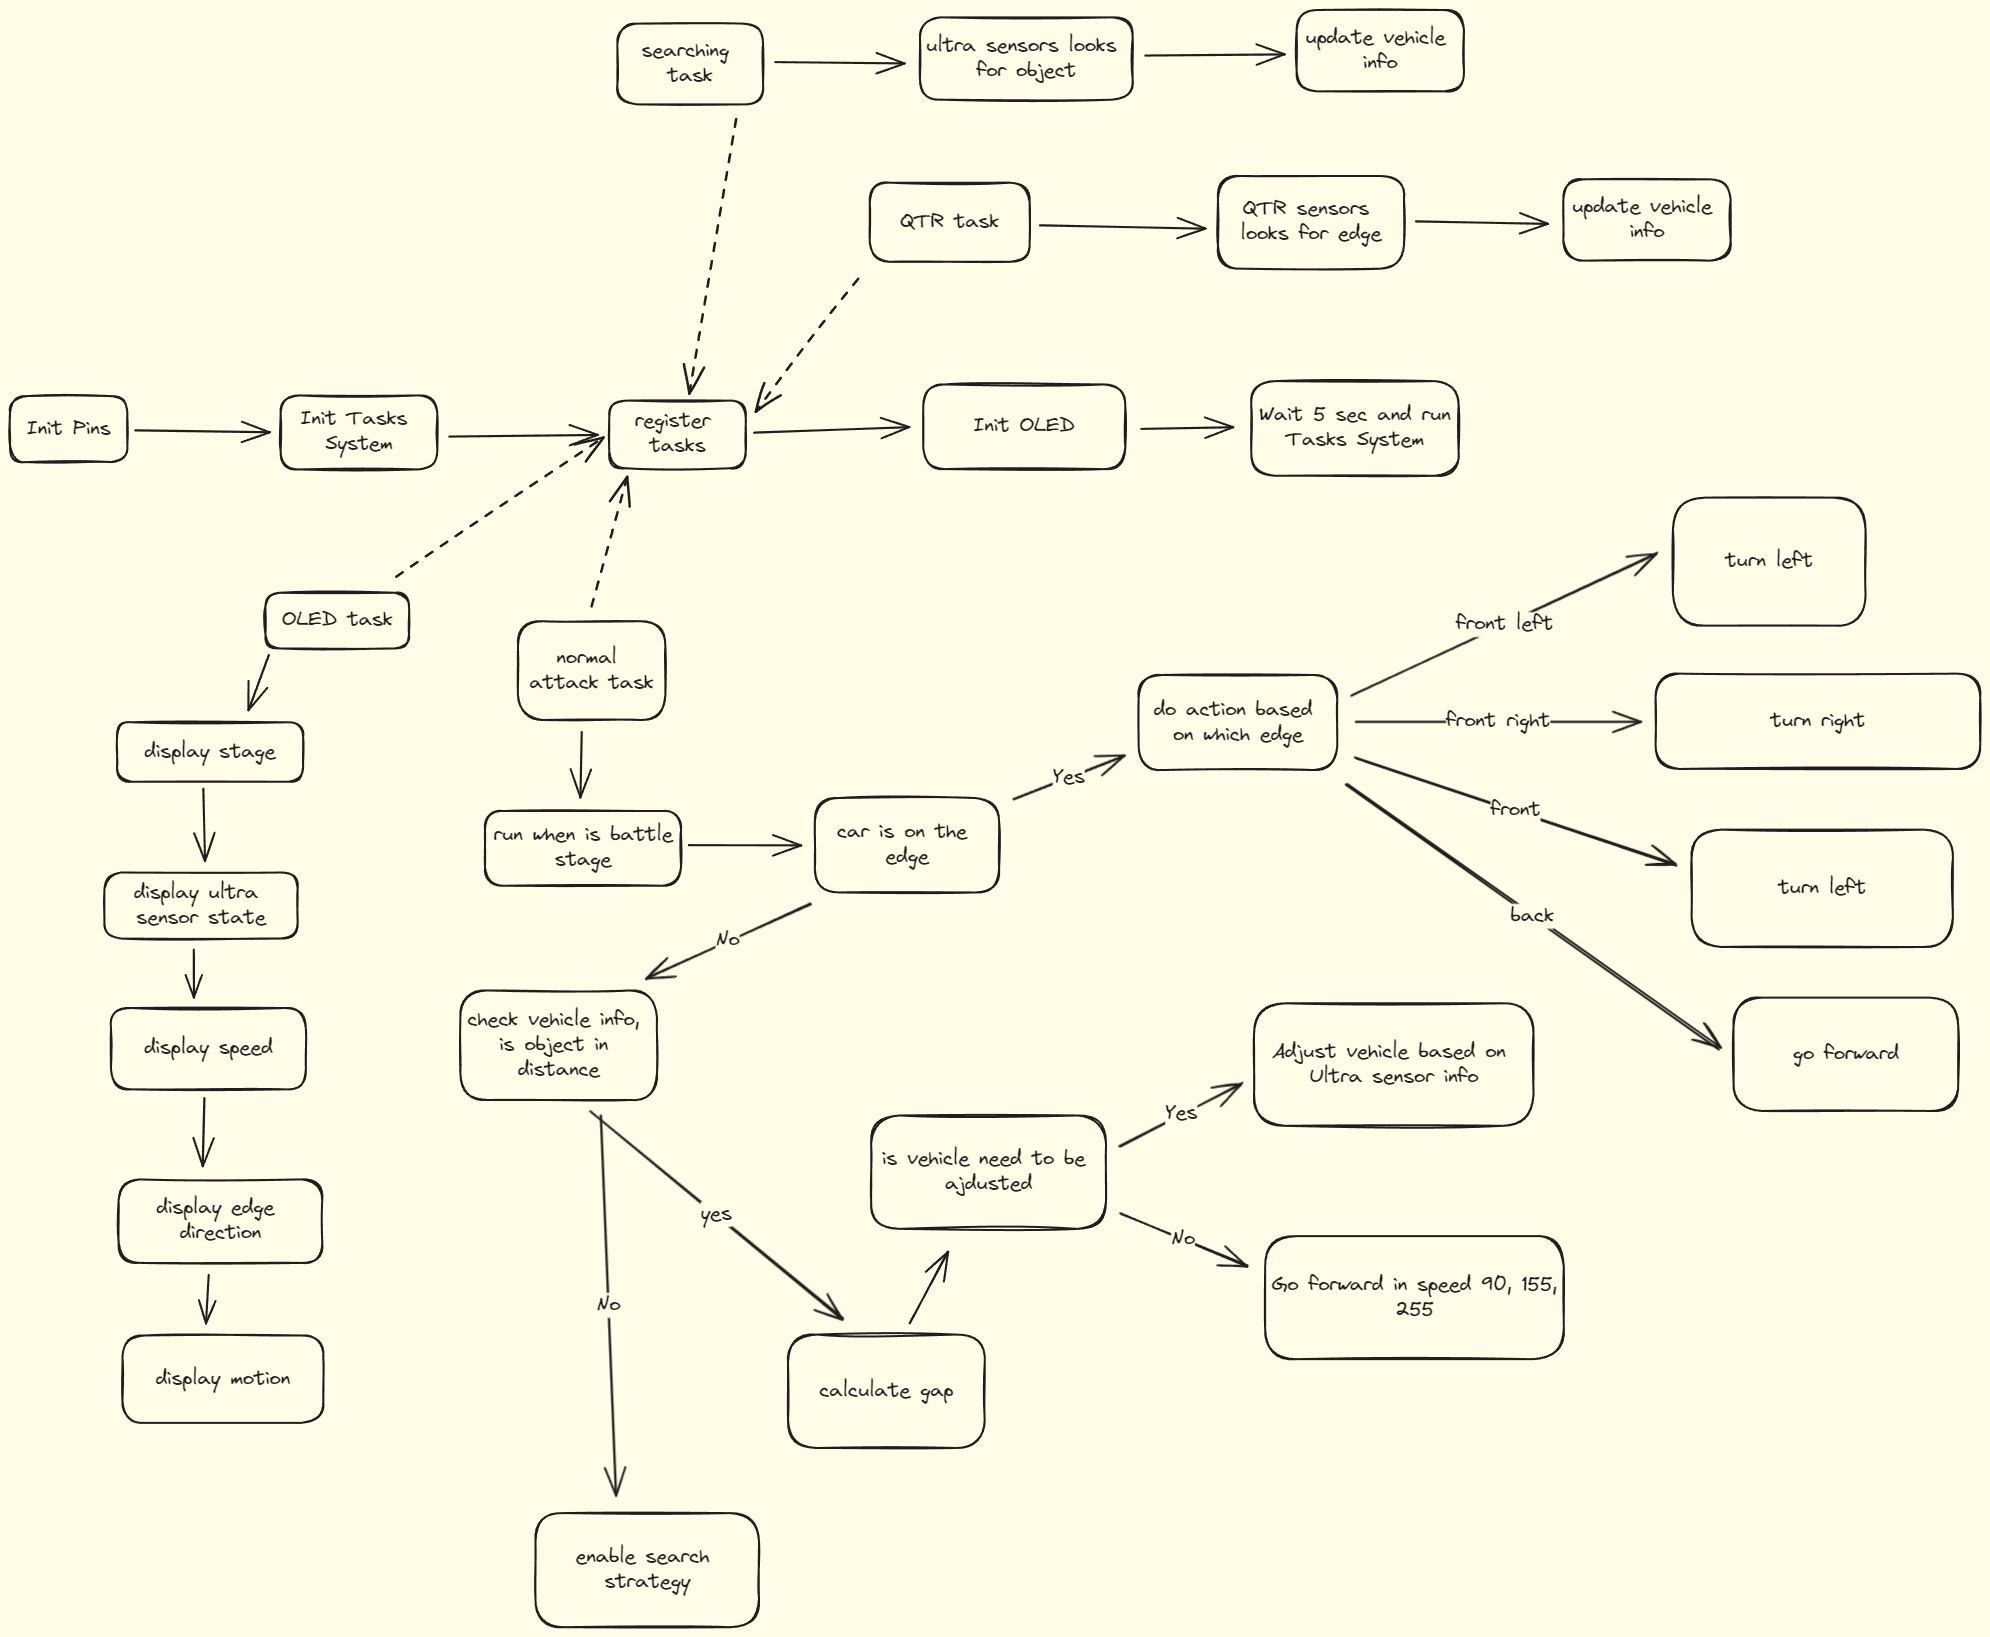 searching
task
ultra sensors looks
for object
update vehicle
info
QTR task
QTR sensors
looks for edge
update vehicle
info
Init Pins
Init Tasks
System
register
tasks
Init OLED
Wait 5 sec and run
Tasks System
OLED task
display stage
display ultra
sensor state
display speed
display edge
direction
display motion
normal
attack task
run when is battle
stage
car is on the
edge
Yes
do action based
on which edge
front left
turn left
front right
turn right
front
turn left
back
go forward
No
check vehicle info,
is object in
distance
yes
calculate gap
is vehicle need to be
ajdusted
Yes
Adjust vehicle based on
Ultra sensor info
No
Go forward in speed 90, 155,
255
No
enable search
strategy